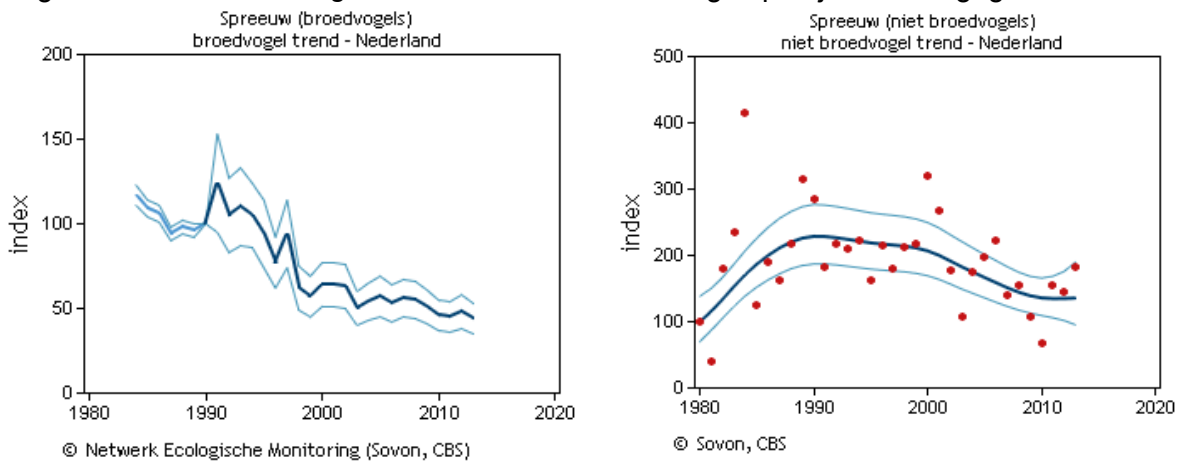 Spreeuw (broedvogels)
broedvogel trend - Nederland
200
150
100
50
0
index
1980
1990
2000
2010
2020
© Netwerk Ecologische Monitoring (Sovon, CBS)
Spreeuw (niet broedvogels)
niet broedvogel trend - Nederland
500
400
300
200
100
0
index
1980
1990
2000
2010
2020
© Sovon, CBS